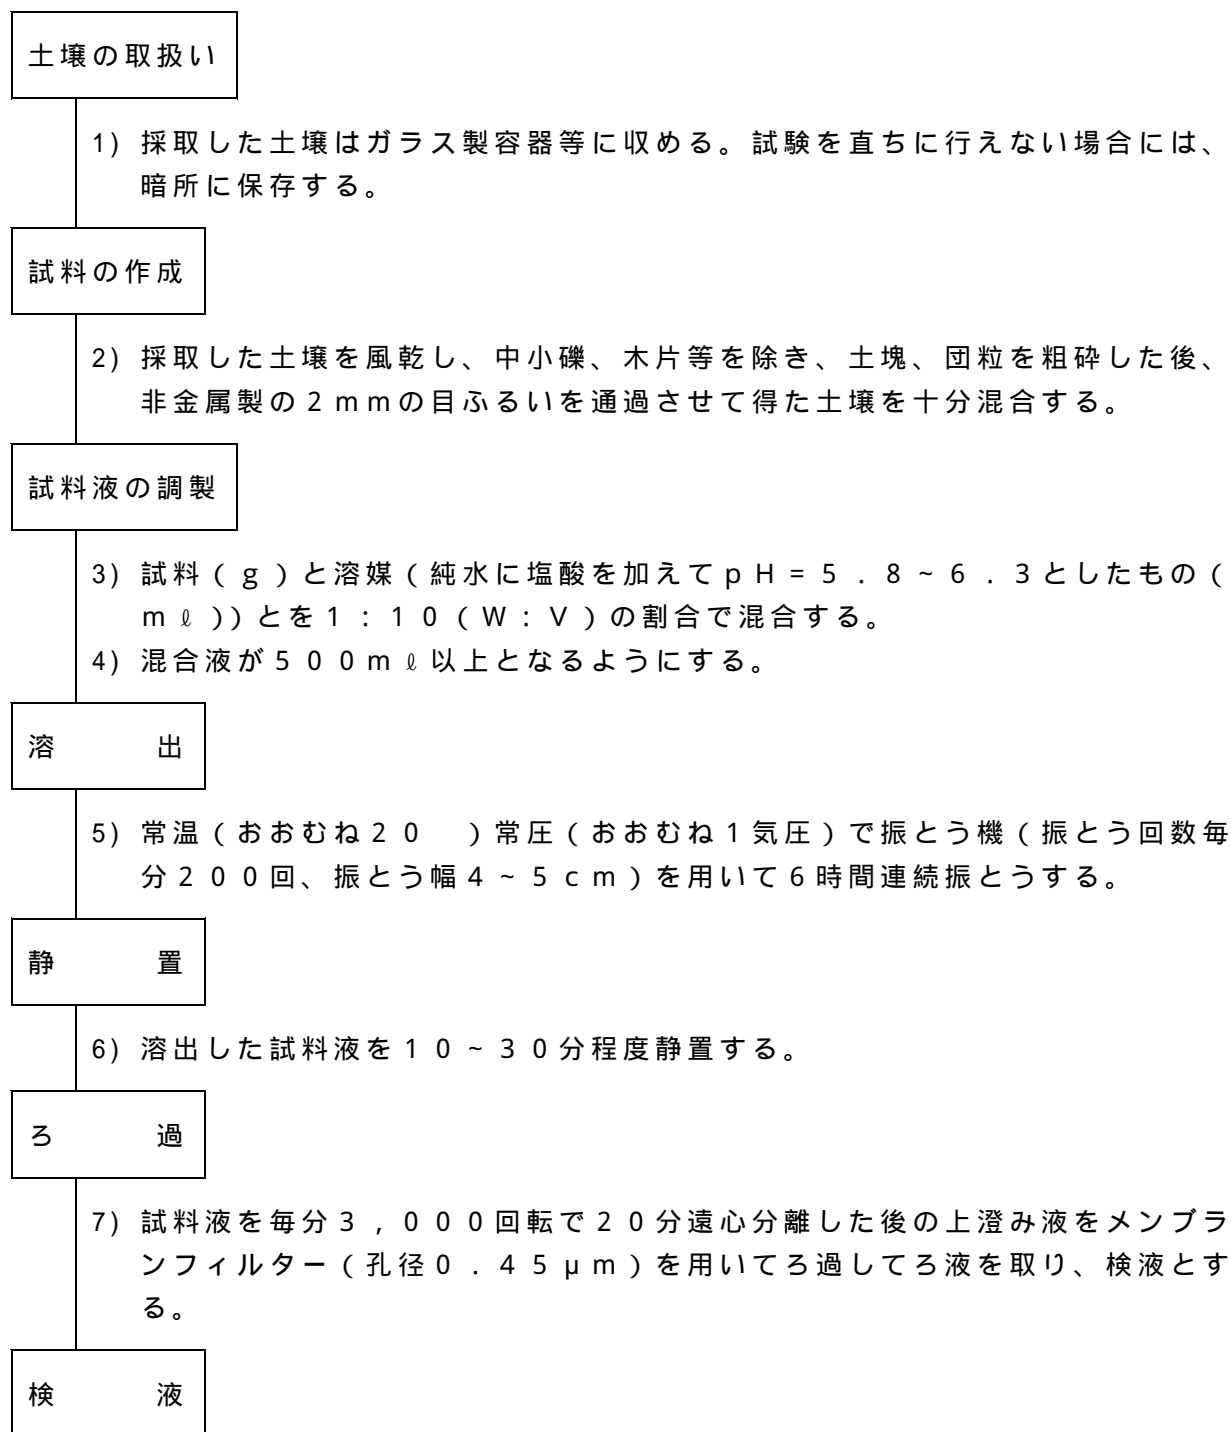 土壌の取扱い
1) 採取した土壌はガラス製容器等に収める。試験を直ちに行えない場合には、
暗所に保存する。
試料の作成
2) 採取した土壌を風乾し、中小礫、木片等を除き、土塊、団粒を粗砕した後、
非金属製の2mmの目ふるいを通過させて得た土壌を十分混合する。
試料液の調製
3) 試料(g)と溶媒(純水に塩酸を加えてpH=5.8~6.3としたもの(
mℓ))とを1:10(W:V)の割合で混合する。
4) 混合液が500mℓ以上となるようにする。
溶 出
5) 常温(おおむね20 )常圧(おおむね1気圧)で振とう機(振とう回数毎
分200回、振とう幅4~5cm)を用いて6時間連続振とうする。
静 置
6) 溶出した試料液を10~30分程度静置する。
ろ 過
7) 試料液を毎分3,000回転で20分遠心分離した後の上澄み液をメンブラ
ンフィルター(孔径0.45μm)を用いてろ過してろ液を取り、検液とす
る。
検 液